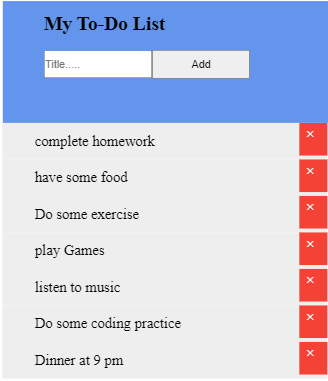 My To-Do List
Title..... Add
complete homework ×
have some food ×
Do some exercise ×
play Games ×
listen to music ×
Do some coding practice ×
Dinner at 9 pm ×